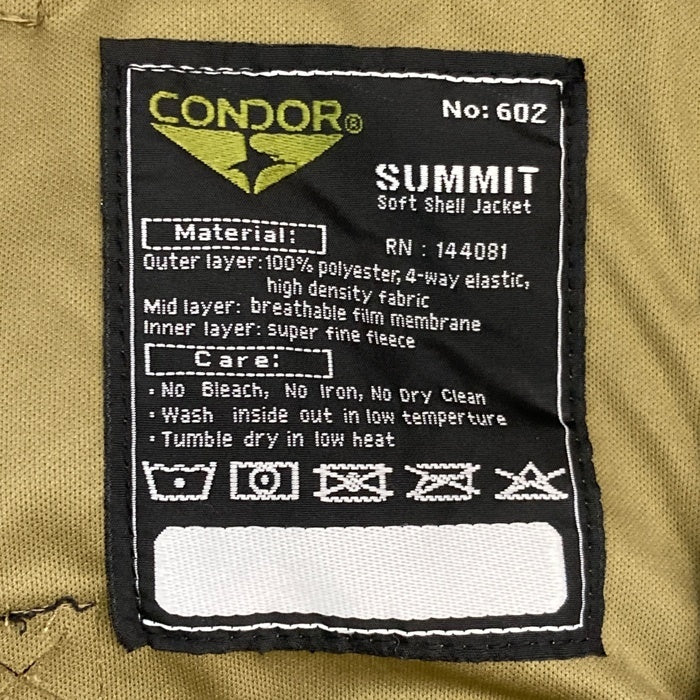 CONDOR®
No: 602
SUMMIT
Soft Shell Jacket
Material:
RN : 144081
Outer layer: 100% polyester, 4-way elastic,
high density fabric
Mid layer: breathable film membrane
Inner layer: super fine fleece
Care:
· No Bleach, No Iron, No Dry Clean
· Wash inside out in low temperture
· Tumble dry in low heat